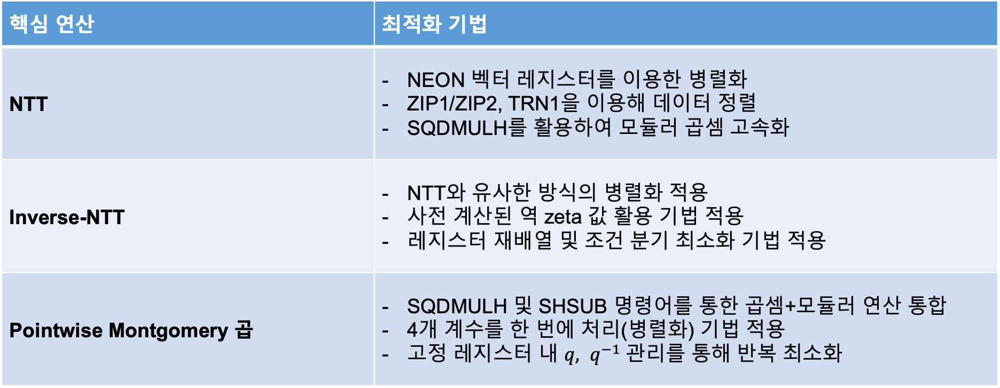 핵심 연산
최적화 기법
NTT
- NEON 벡터 레지스터를 이용한 병렬화
- ZIP1/ZIP2, TRN1을 이용해 데이터 정렬
- SQDMULH를 활용하여 모듈러 곱셈 고속화
Inverse-NTT
- NTT와 유사한 방식의 병렬화 적용
- 사전 계산된 역 zeta 값 활용 기법 적용
- 레지스터 재배열 및 조건 분기 최소화 기법 적용
Pointwise Montgomery 곱
- SQDMULH 및 SHSUB 명령어를 통한 곱셈+모듈러 연산 통합
- 4개 계수를 한 번에 처리(병렬화) 기법 적용
- 고정 레지스터 내 q, q⁻¹ 관리를 통해 반복 최소화